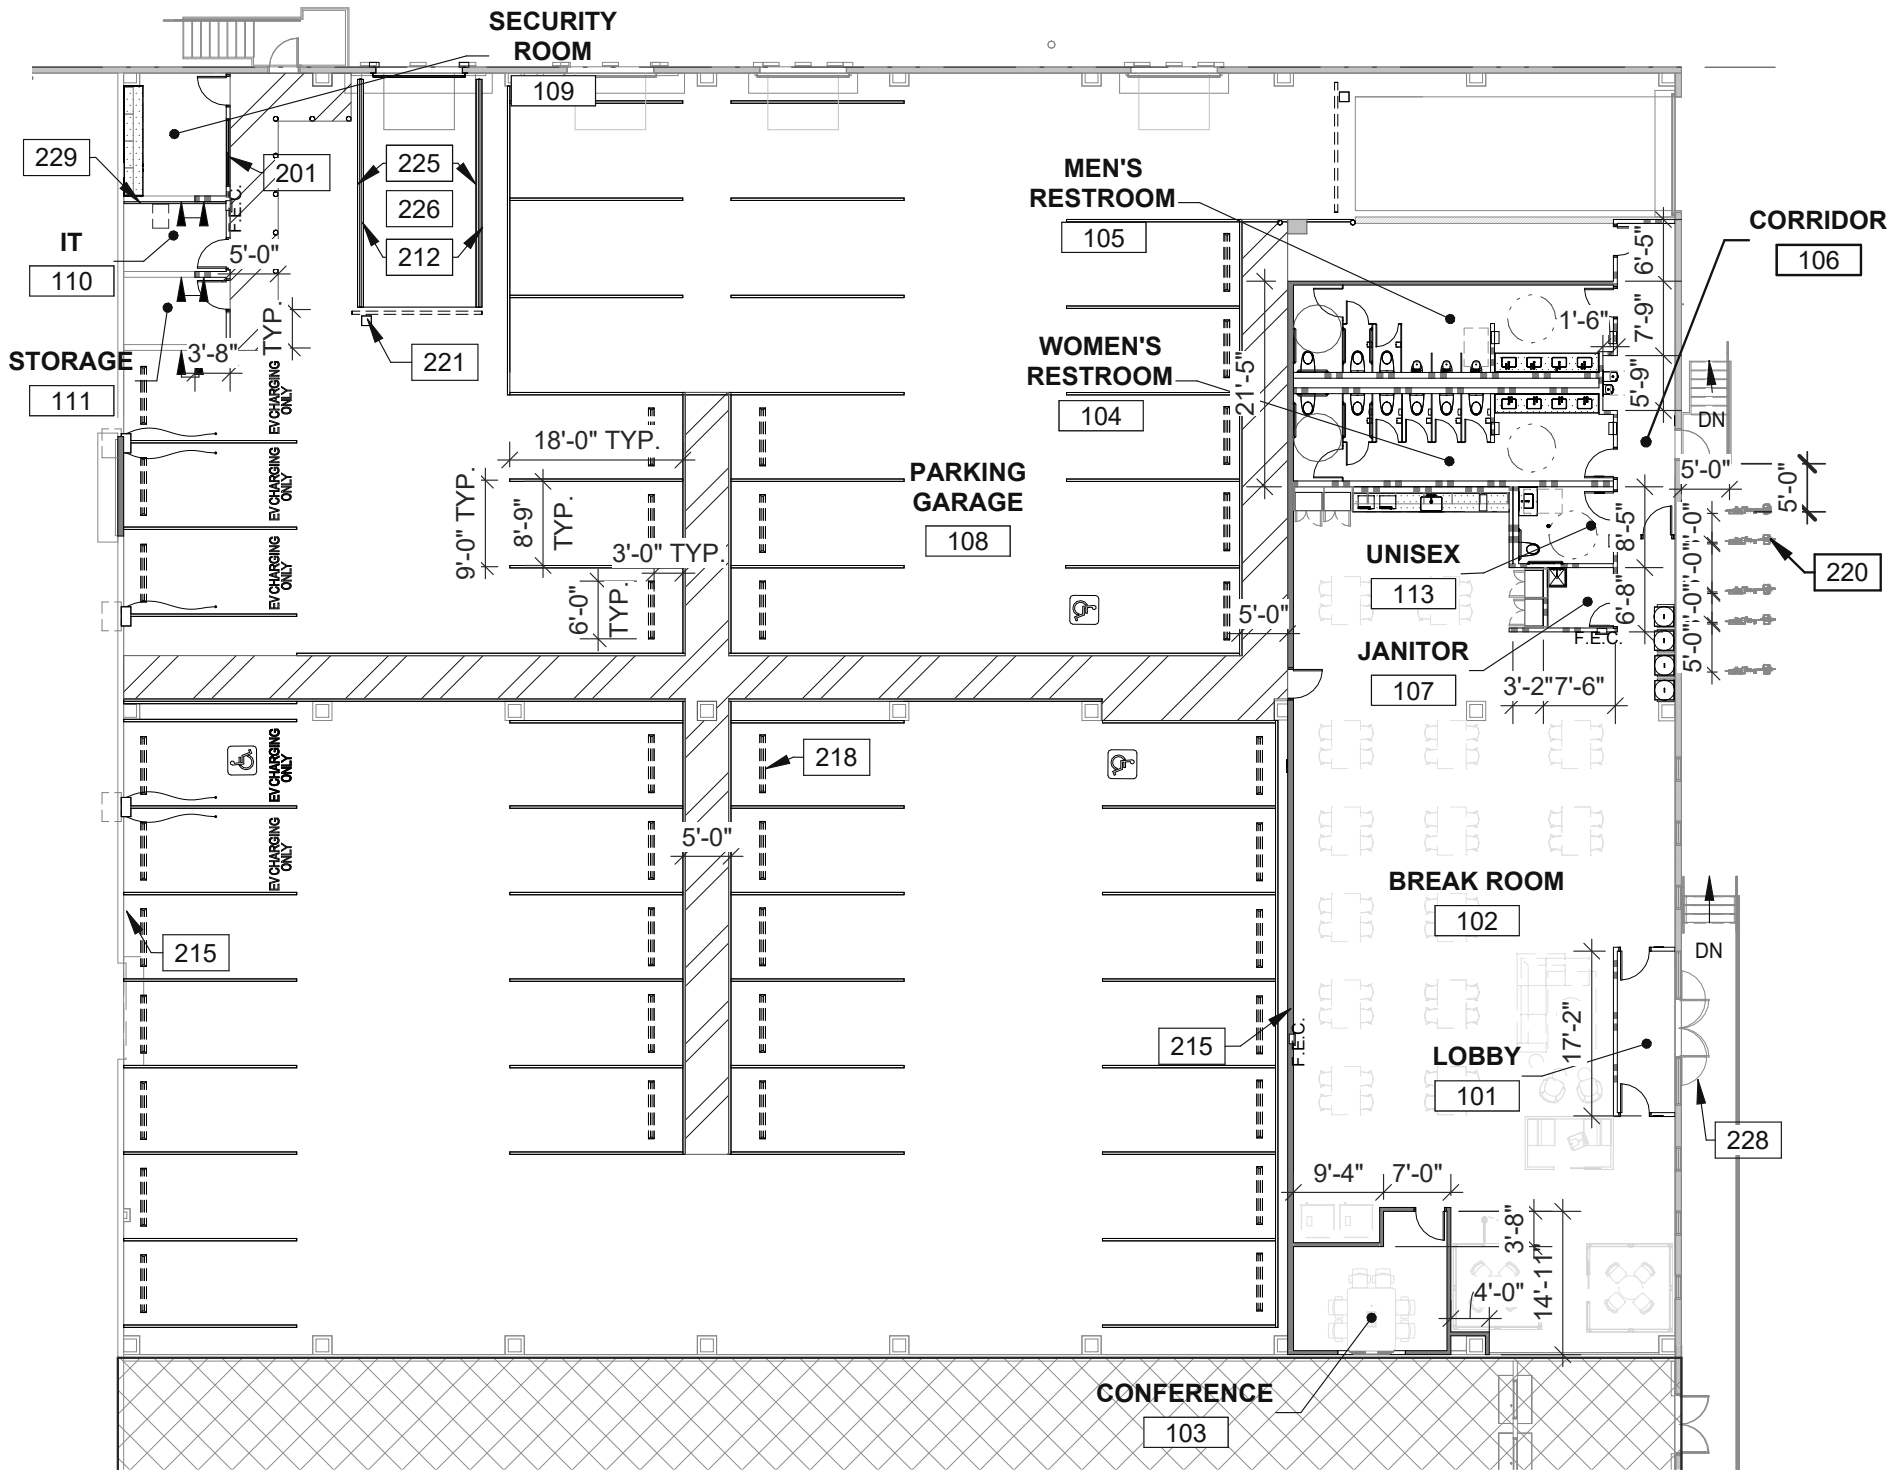 SECURITY
ROOM
109
229
201
F.E.C.
225
226
212
MEN'S
RESTROOM
105
CORRIDOR
106
IT
110
5'-0"
TYP.
STORAGE
111
3'-8"
221
EV CHARGING
ONLY
EV CHARGING
ONLY
EV CHARGING
ONLY
WOMEN'S
RESTROOM
104
21'-5"
6'-5"
7'-9"
1'-6"
5'-9"
DN
18'-0" TYP.
9'-0" TYP.
8'-9"
TYP.
3'-0" TYP.
6'-0"
TYP.
PARKING
GARAGE
108
5'-0"
5'-0"
5'-0"
220
UNISEX
113
8'-5"
6'-8"
F.E.C.
JANITOR
107
3'-2"
7'-6"
5'-0"
218
EV CHARGING
ONLY
EV CHARGING
ONLY
5'-0"
215
BREAK ROOM
102
DN
215
F.E.C.
LOBBY
101
17'-2"
228
9'-4"
7'-0"
3'-8"
14'-11"
4'-0"
CONFERENCE
103